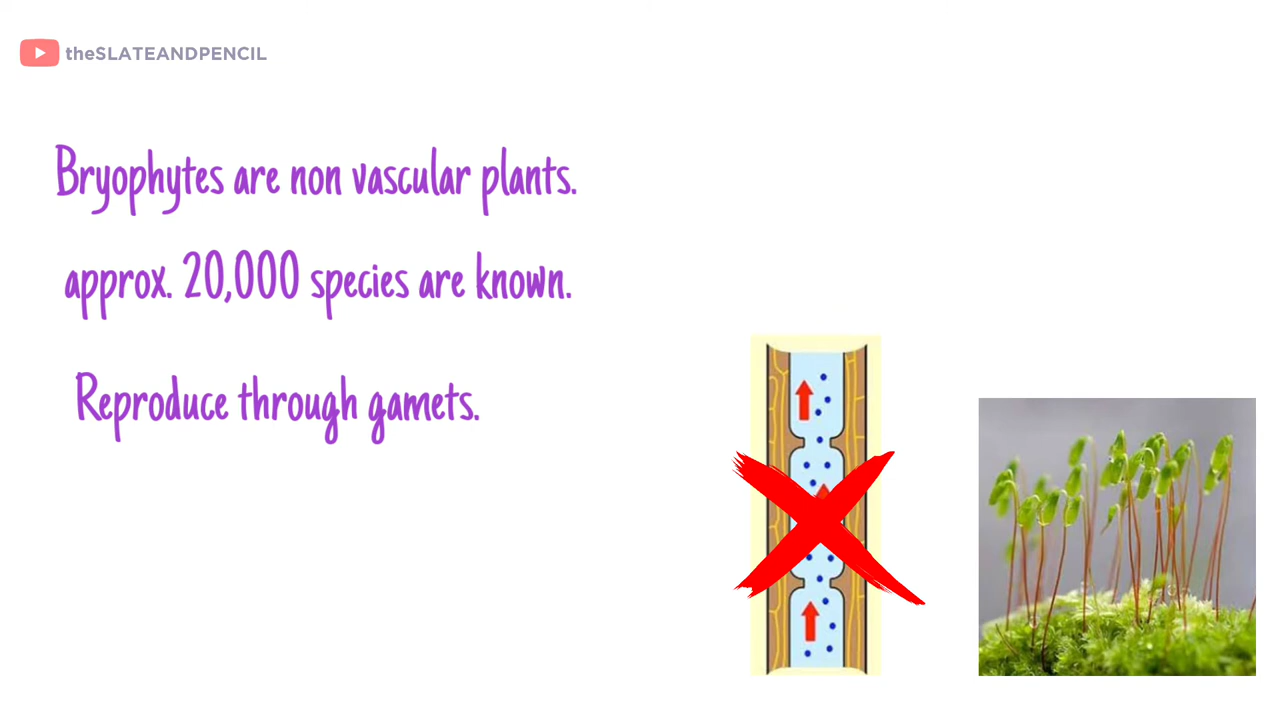 theSLATEANDPENCIL
Bryophytes are non vascular plants.
approx. 20,000 species are known.
Reproduce through gamets.